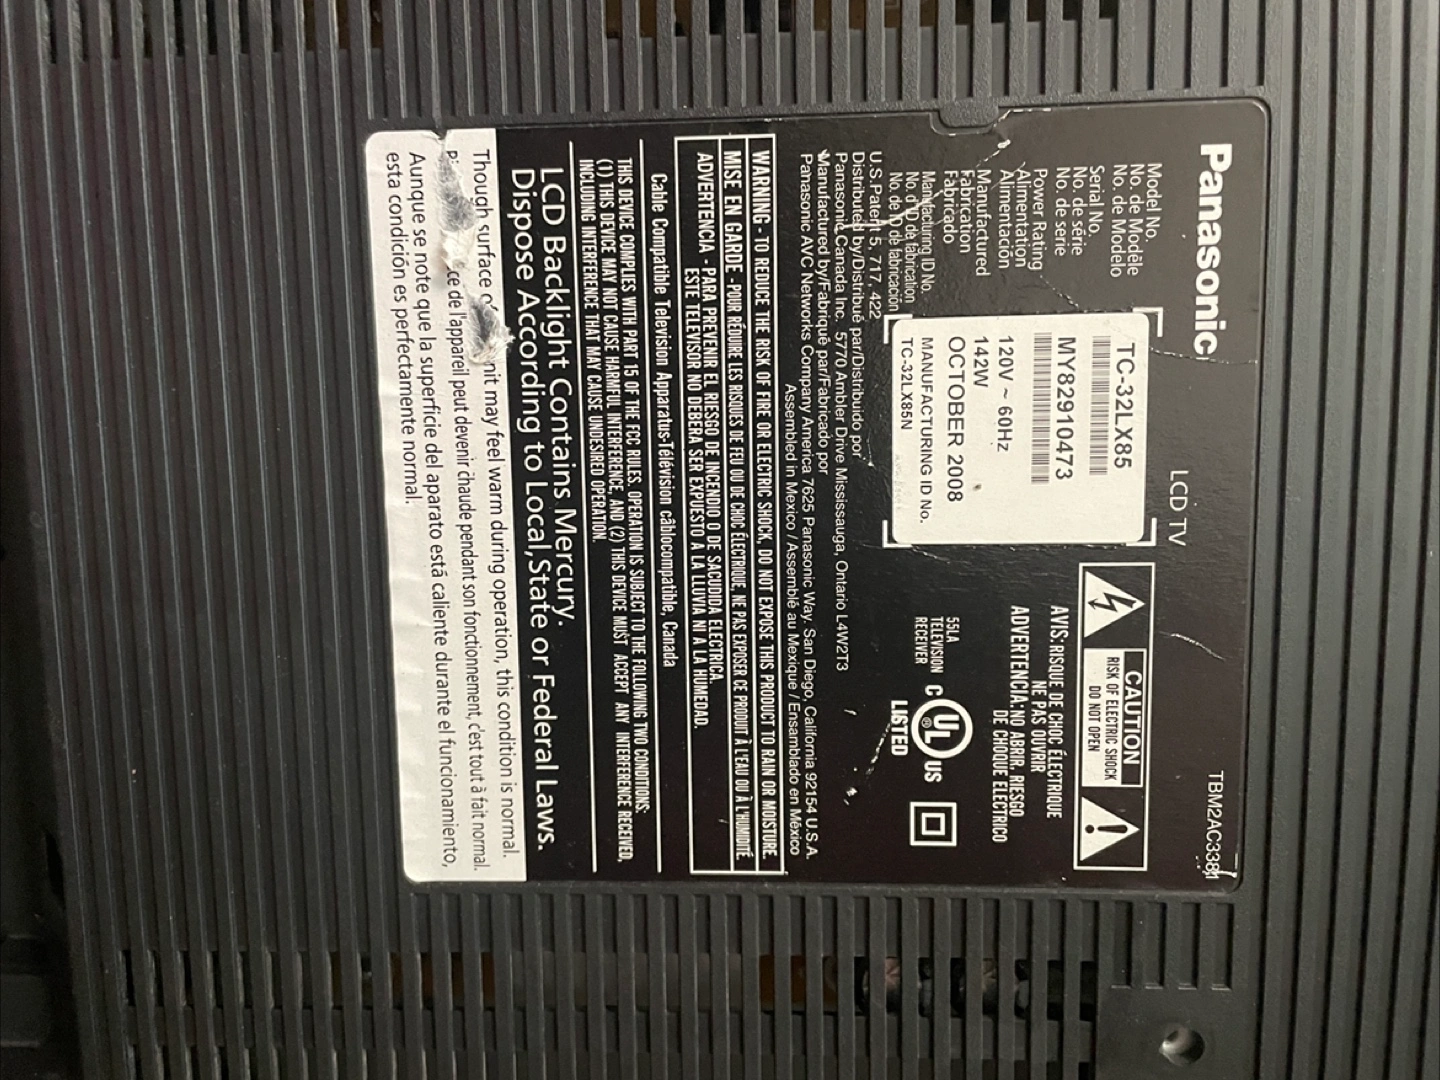 Panasonic
LCD TV
TBM2AC3381
Model No.
No. de Modèle
No. de Modelo
TC-32LX85
Serial No.
No. de série
No. de serie
MY82910473
Power Rating
Alimentation
Alimentación
120V ~ 60Hz
142W
Manufactured
Fabrication
Fabricado
OCTOBER 2008
Manufacturing ID No.
No d' ID de fabrication
No. de ID de fabricación
MANUFACTURING ID No.
TC-32LX85N
CAUTION
RISK OF ELECTRIC SHOCK
DO NOT OPEN
AVIS: RISQUE DE CHOC ÉLECTRIQUE
NE PAS OUVRIR
ADVERTENCIA: NO ABRIR. RIESGO
DE CHOQUE ELECTRICO
55LA
TELEVISION
RECEIVER
C UL ® US
LISTED
U.S.Patent 5, 717, 422
Distributed by/Distribué par/Distribuido por
Panasonic Canada Inc. 5770 Ambler Drive Mississauga, Ontario L4W2T3
Manufactured by/Fabriqué par/Fabricado por
Panasonic AVC Networks Company America 7625 Panasonic Way, San Diego, California 92154 U.S.A.
Assembled in Mexico / Assemblé au Mexique / Ensamblado en México
WARNING - TO REDUCE THE RISK OF FIRE OR ELECTRIC SHOCK, DO NOT EXPOSE THIS PRODUCT TO RAIN OR MOISTURE.
MISE EN GARDE - POUR RÉDUIRE LES RISQUES DE FEU OU DE CHOC ÉLECTRIQUE, NE PAS EXPOSER CE PRODUIT À L'EAU OU À L'HUMIDITÉ.
ADVERTENCIA - PARA PREVENIR EL RIESGO DE INCENDIO O DE SACUDIDA ELECTRICA,
ESTE TELEVISOR NO DEBERA SER EXPUESTO A LA LLUVIA NI A LA HUMEDAD.
Cable Compatible Television Apparatus-Télévision câblocompatible, Canada
THIS DEVICE COMPLIES WITH PART 15 OF THE FCC RULES. OPERATION IS SUBJECT TO THE FOLLOWING TWO CONDITIONS:
(1) THIS DEVICE MAY NOT CAUSE HARMFUL INTERFERENCE, AND (2) THIS DEVICE MUST ACCEPT ANY INTERFERENCE RECEIVED,
INCLUDING INTERFERENCE THAT MAY CAUSE UNDESIRED OPERATION.
LCD Backlight Contains Mercury.
Dispose According to Local,State or Federal Laws.
Though surface nit may feel warm during operation, this condition is normal.
ce de l'appareil peut devenir chaude pendant son fonctionnement, c'est tout à fait normal.
Aunque se note que la superficie del aparato está caliente durante el funcionamiento,
esta condición es perfectamente normal.